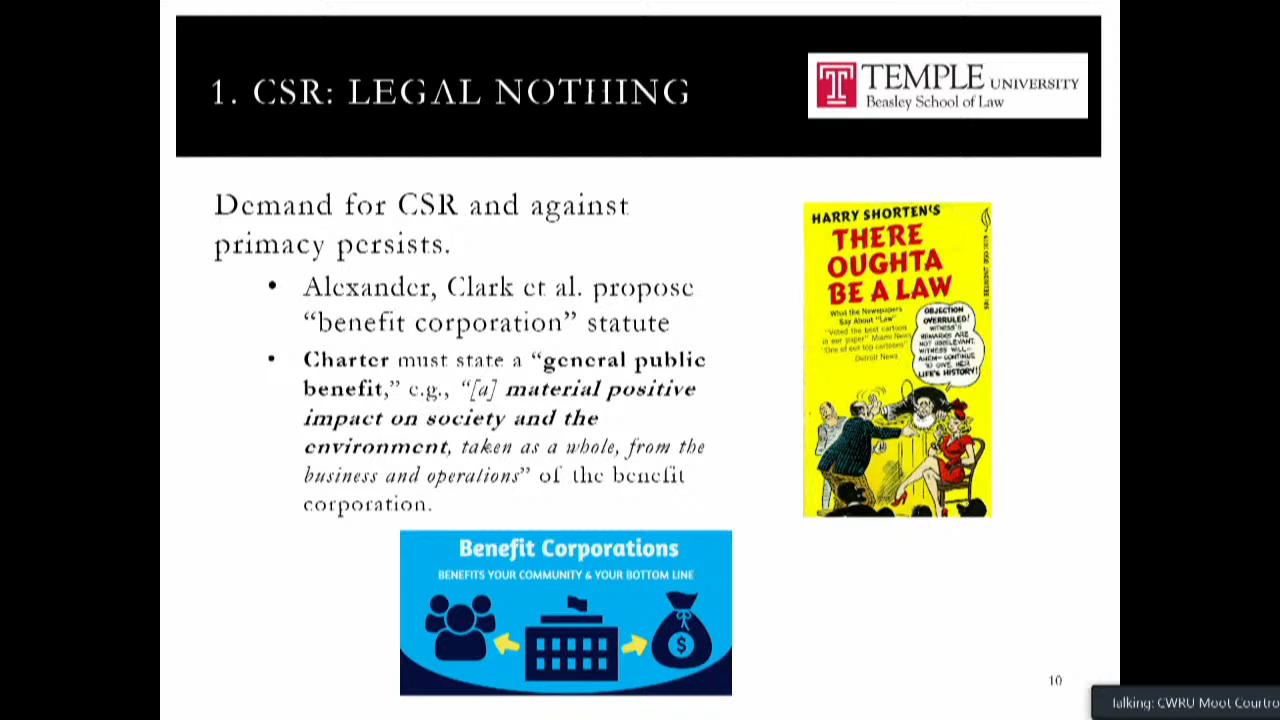 1. CSR: LEGAL NOTHING
TEMPLE UNIVERSITY
Beasley School of Law
Demand for CSR and against
primacy persists.
• Alexander, Clark et al. propose
“benefit corporation” statute
• Charter must state a “general public
benefit,” e.g., “[a] material positive
impact on society and the
environment, taken as a whole, from the
business and operations” of the benefit
corporation.
HARRY SHORTEN'S
THERE
OUGHTA
BE A LAW
What the Newspapers
Say About "Law"
"Voted the best cartoon
in our paper" Miami News
"One of our top cartoons"
Detroit News
OBJECTION
OVERRULED!
WITNESS'S
REMARKS ARE
NOT IRRELEVANT.
WITNESS WILL—
AHEM—CONTINUE
TO GIVE HER
LIFE'S HISTORY!
Benefit Corporations
BENEFITS YOUR COMMUNITY & YOUR BOTTOM LINE
$
10
Talking: CWRU Moot Courtro